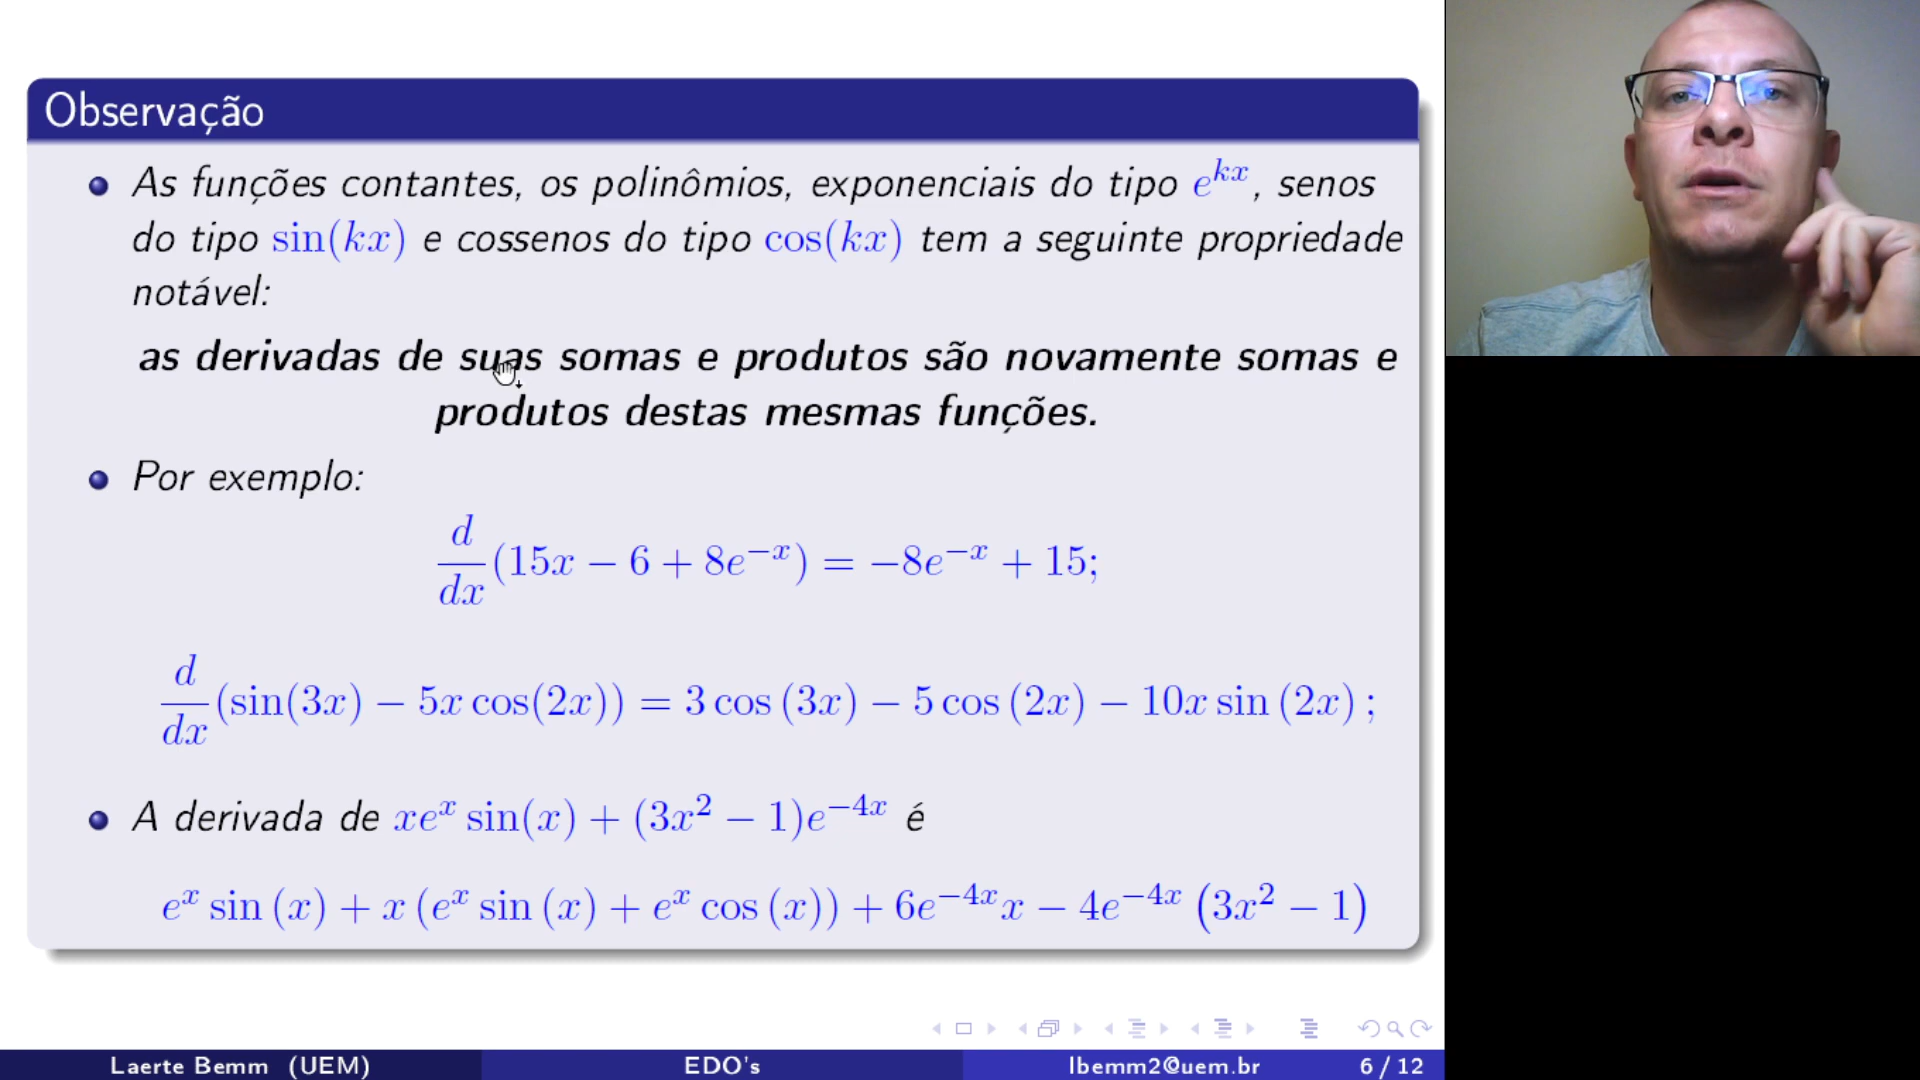 Observação
As funções contantes, os polinômios, exponenciais do tipo e^{kx}, senos
do tipo sin(kx) e cossenos do tipo cos(kx) tem a seguinte propriedade
notável:
as derivadas de suas somas e produtos são novamente somas e
produtos destas mesmas funções.
Por exemplo:
\frac{d}{dx}(15x − 6 + 8e^{−x}) = −8e^{−x} + 15;
\frac{d}{dx}(sin(3x) − 5x cos(2x)) = 3 cos (3x) − 5 cos (2x) − 10x sin (2x) ;
A derivada de xe^x sin(x) + (3x^2 − 1)e^{−4x} é
e^x sin (x) + x (e^x sin (x) + e^x cos (x)) + 6e^{−4x}x − 4e^{−4x} (3x^2 − 1)
Laerte Bemm (UEM) EDO's lbemm2@uem.br 6 / 12